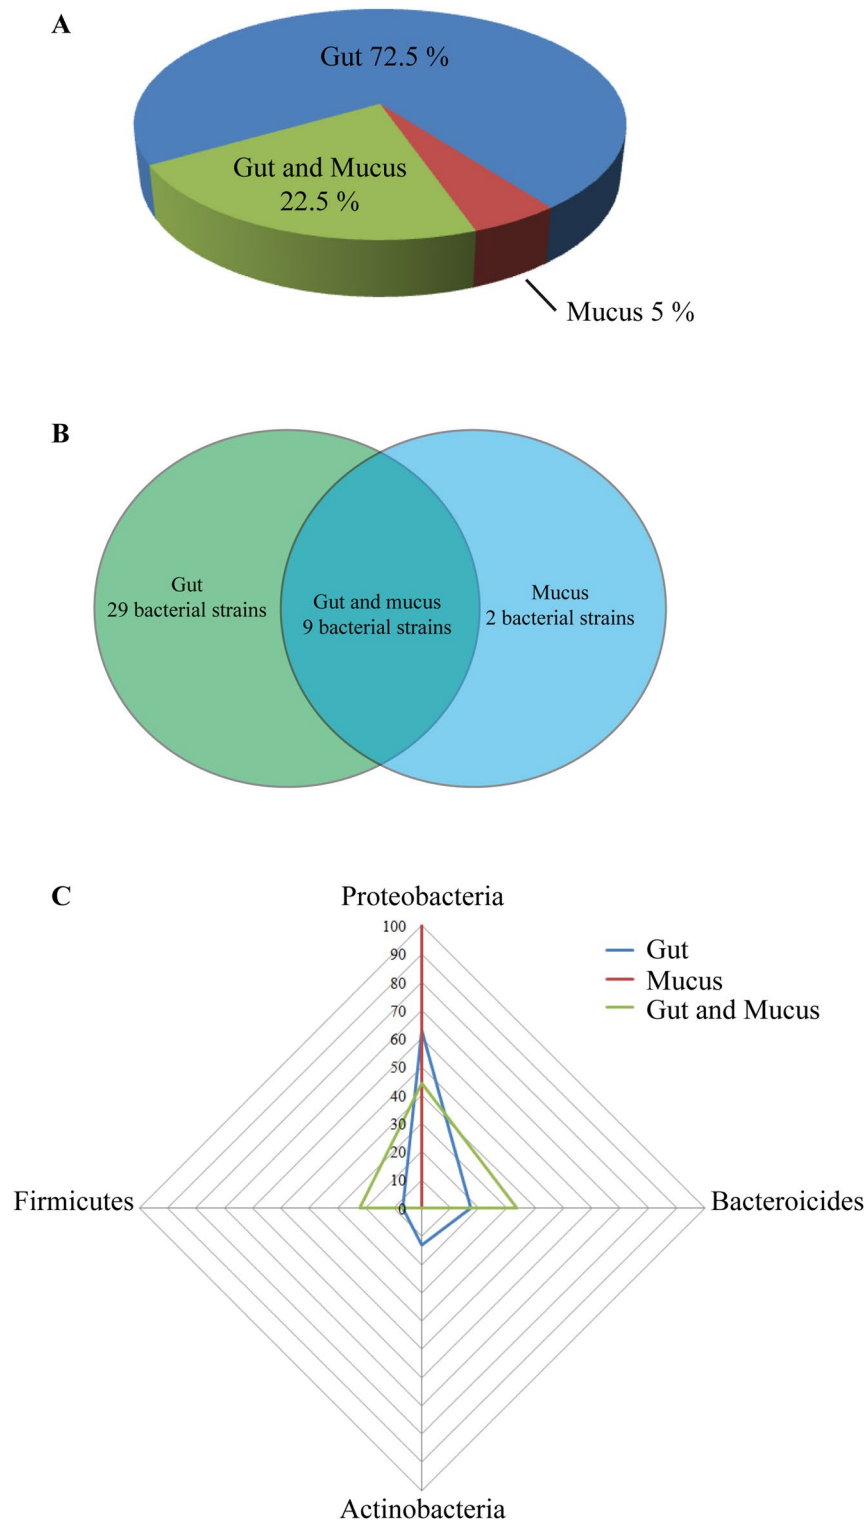 A
Gut 72.5 %
Gut and Mucus
22.5 %
Mucus 5 %
B
Gut
29 bacterial strains
Gut and mucus
9 bacterial strains
Mucus
2 bacterial strains
C
Proteobacteria
100
90
80
70
60
50
40
30
20
10
0
Gut
Mucus
Gut and Mucus
Firmicutes
Bacteroicides
Actinobacteria